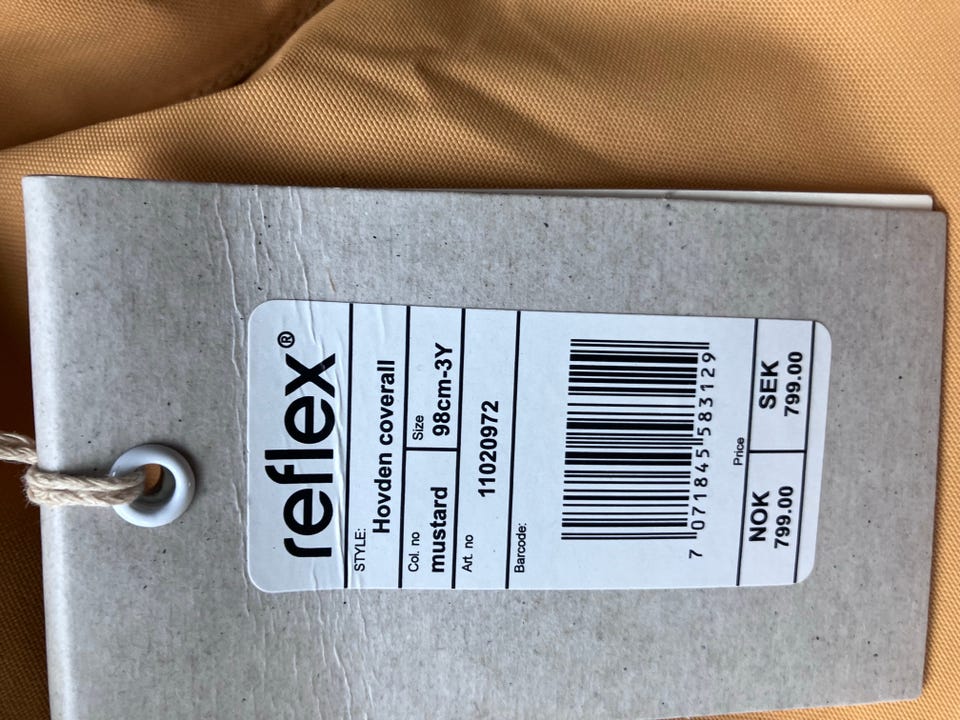 reflex®
STYLE:
Hovden coverall
Col. no
mustard
Size
98cm-3Y
Art. no
11020972
Barcode:
7 071845 583129
Price
NOK
799.00
SEK
799.00